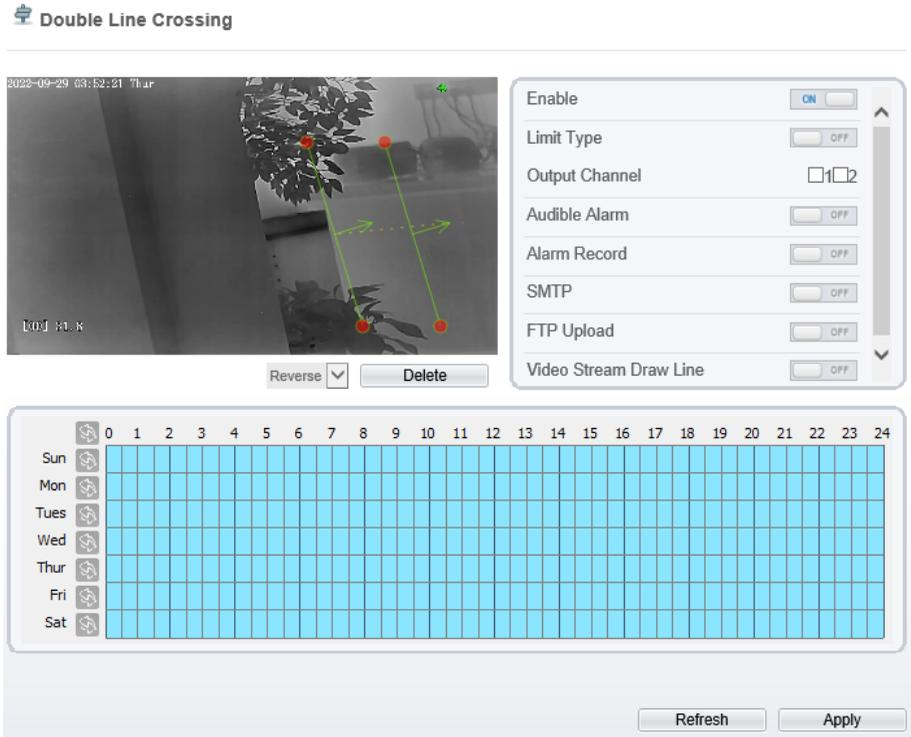 Double Line Crossing
2022-09-29 03:52:21 Thur
Enable ON
Limit Type OFF
Output Channel 1 2
Audible Alarm OFF
Alarm Record OFF
SMTP OFF
FTP Upload OFF
Video Stream Draw Line OFF
Reverse Delete
0 1 2 3 4 5 6 7 8 9 10 11 12 13 14 15 16 17 18 19 20 21 22 23 24
Sun
Mon
Tues
Wed
Thur
Fri
Sat
Refresh Apply